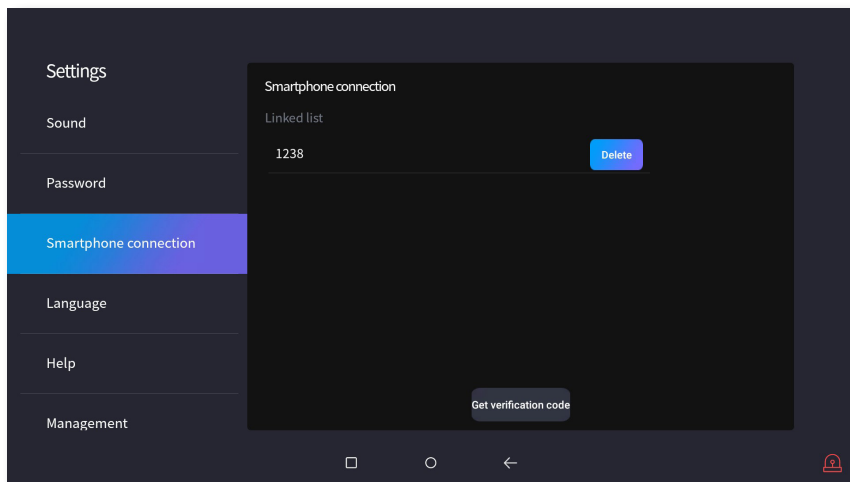 Settings
Sound
Password
Smartphone connection
Language
Help
Management
Smartphone connection
Linked list
1238 Delete
Get verification code